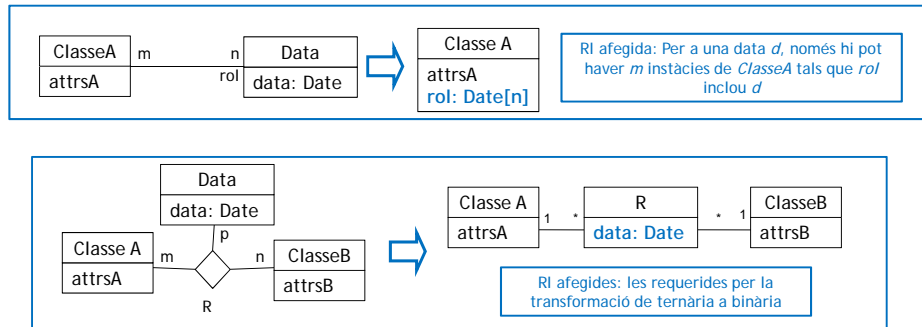 ClasseA
m
n
Data
attrsA
rol
data: Date
Classe A
attrsA
rol: Date[n]
RI afegida: Per a una data d, només hi pot
haver m instàcies de ClasseA tals que rol
inclou d
Data
data: Date
p
Classe A
m
n
ClasseB
attrsA
attrsB
R
Classe A
R
ClasseB
1
*
*
1
attrsA
data: Date
attrsB
RI afegides: les requerides per la
transformació de ternària a binària